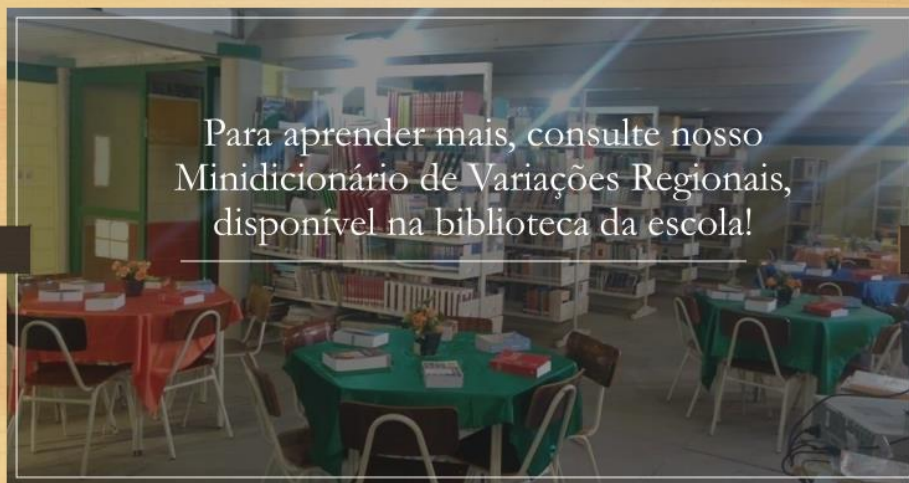 Para aprender mais, consulte nosso
Minidicionário de Variações Regionais,
disponível na biblioteca da escola!